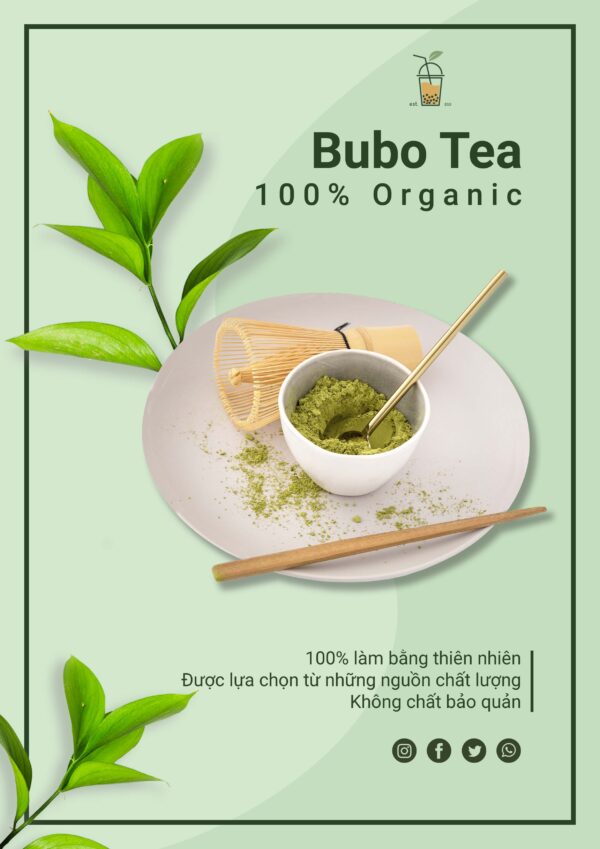 est.
Bubo Tea
100% Organic
100% làm bằng thiên nhiên
Được lựa chọn từ những nguồn chất lượng
Không chất bảo quản